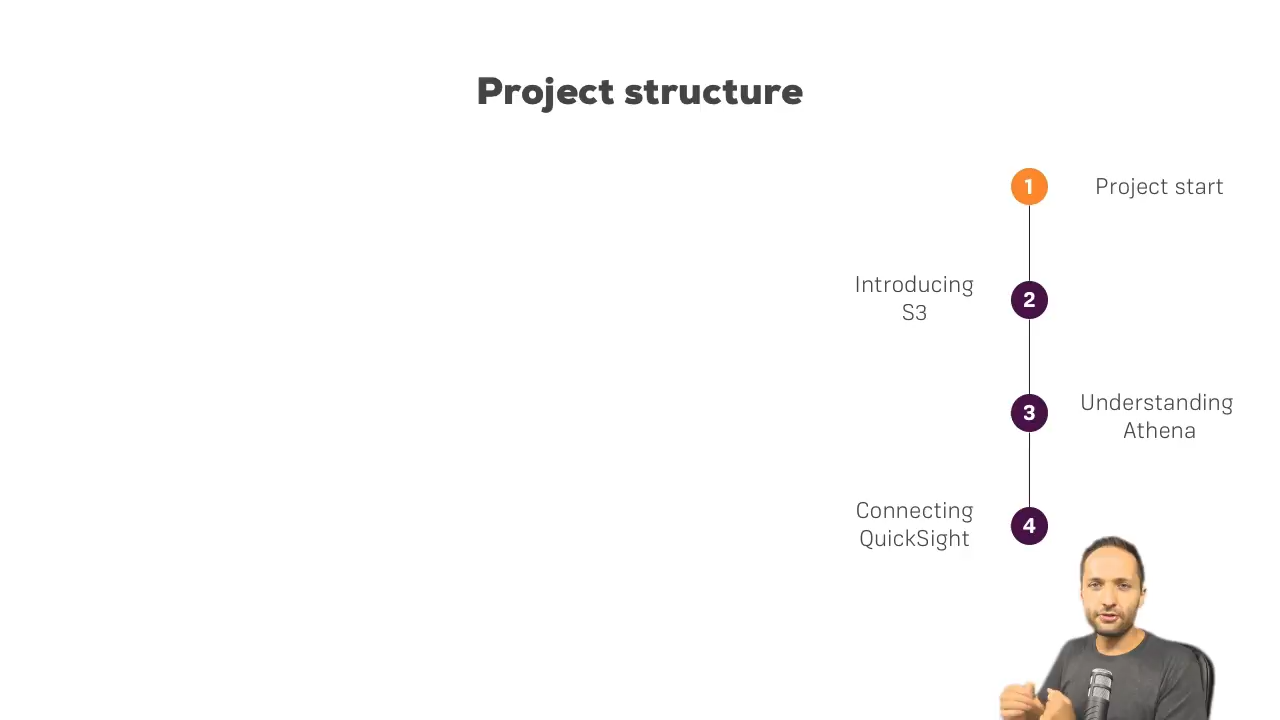 Project structure
1
Project start
Introducing
S3
2
3
Understanding
Athena
Connecting
QuickSight
4